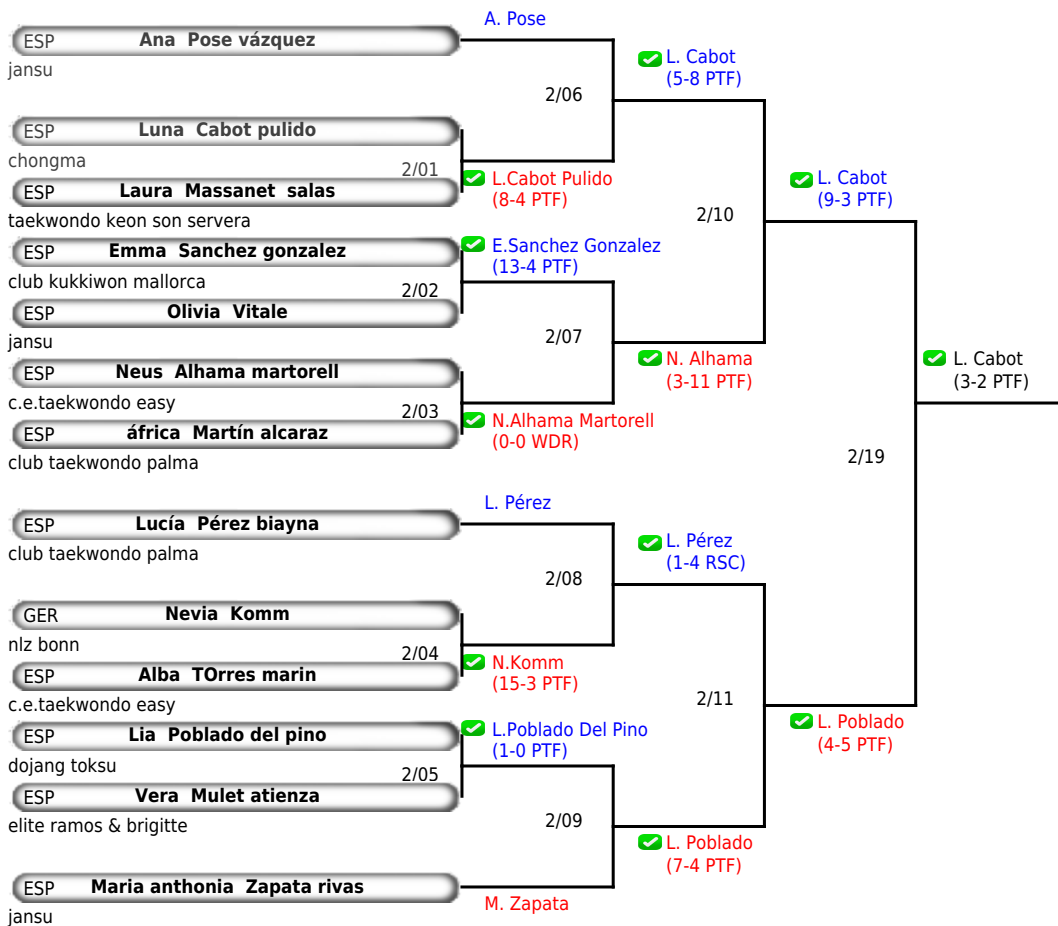 A. Pose
ESP Ana Pose vázquez
jansu
L. Cabot
(5-8 PTF)
2/06
ESP Luna Cabot pulido
chongma
2/01
L.Cabot Pulido
(8-4 PTF)
ESP Laura Massanet salas
taekwondo keon son servera
L. Cabot
(9-3 PTF)
2/10
ESP Emma Sanchez gonzalez
club kukkiwon mallorca
E.Sanchez Gonzalez
(13-4 PTF)
2/02
ESP Olivia Vitale
jansu
2/07
ESP Neus Alhama martorell
c.e.taekwondo easy
N. Alhama
(3-11 PTF)
L. Cabot
(3-2 PTF)
2/03
N.Alhama Martorell
(0-0 WDR)
ESP áfrica Martín alcaraz
club taekwondo palma
2/19
L. Pérez
ESP Lucía Pérez biayna
club taekwondo palma
L. Pérez
(1-4 RSC)
2/08
GER Nevia Komm
nlz bonn
2/04
N.Komm
(15-3 PTF)
ESP Alba TOrres marin
c.e.taekwondo easy
2/11
L. Poblado
(4-5 PTF)
ESP Lia Poblado del pino
dojang toksu
L.Poblado Del Pino
(1-0 PTF)
2/05
ESP Vera Mulet atienza
elite ramos & brigitte
2/09
L. Poblado
(7-4 PTF)
ESP Maria anthonia Zapata rivas
jansu
M. Zapata